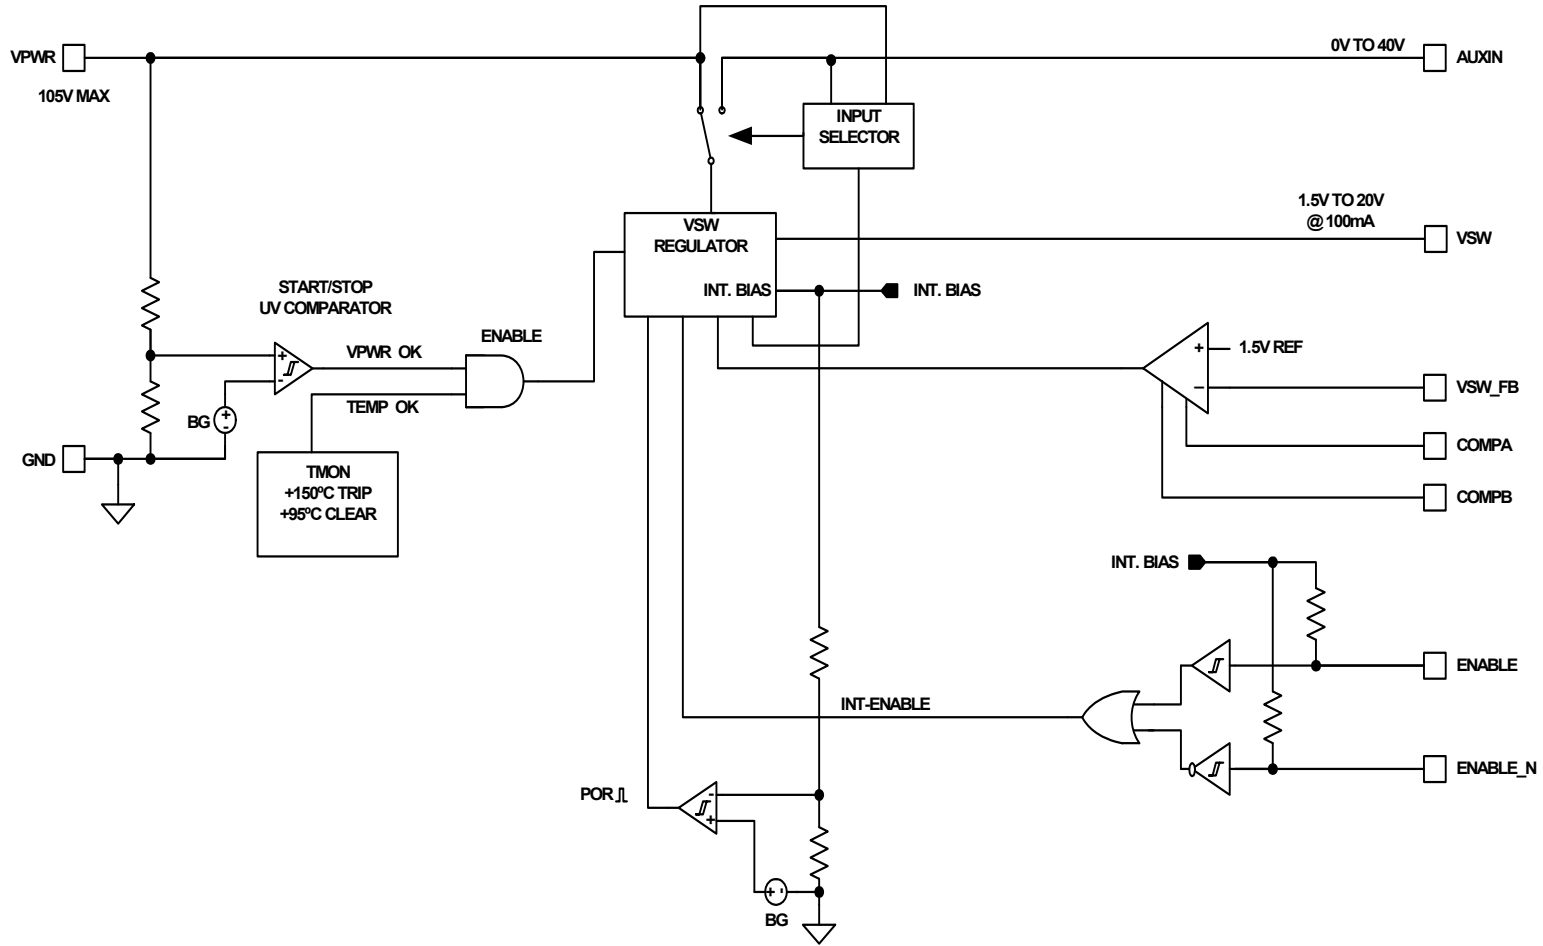 0V TO 40V
VPWR
AUXIN
105V MAX
INPUT
SELECTOR
1.5V TO 20V
@ 100mA
VSW
REGULATOR
VSW
START/STOP
UV COMPARATOR
INT. BIAS
INT. BIAS
ENABLE
VPWR OK
+
-
+
1.5V REF
−
VSW_FB
TEMP OK
BG
+
-
COMPA
GND
TMON
+150ºC TRIP
+95ºC CLEAR
COMPB
INT. BIAS
ENABLE
INT-ENABLE
ENABLE_N
POR
-
+
+ -
BG